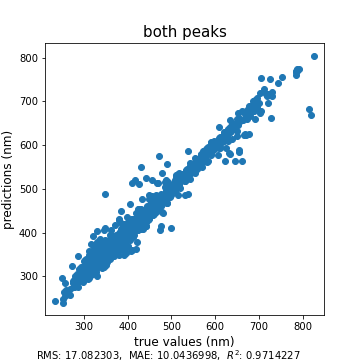 both peaks
predictions (nm)
800
700
600
500
400
300
300 400 500 600 700 800
true values (nm)
RMS: 17.082303, MAE: 10.0436998, R²: 0.9714227